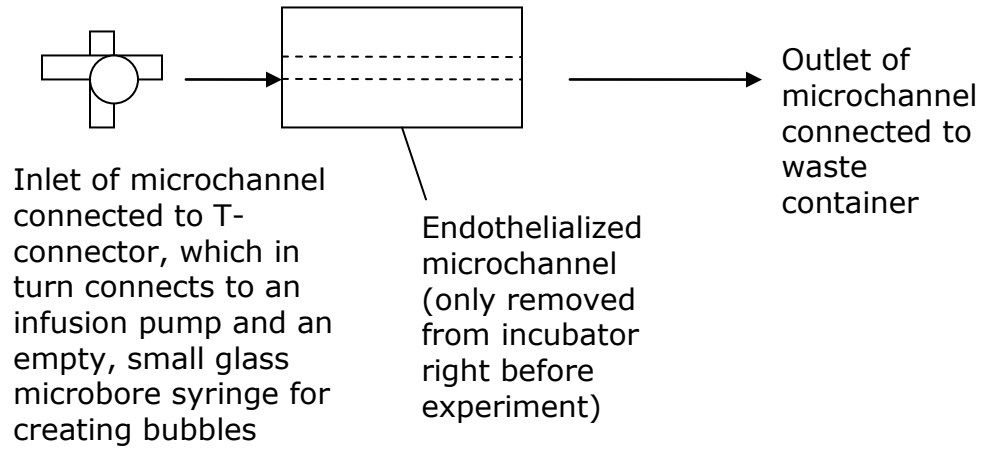 Inlet of microchannel
connected to T-
connector, which in
turn connects to an
infusion pump and an
empty, small glass
microbore syringe for
creating bubbles
Endothelialized
microchannel
(only removed
from incubator
right before
experiment)
Outlet of
microchannel
connected to
waste
container